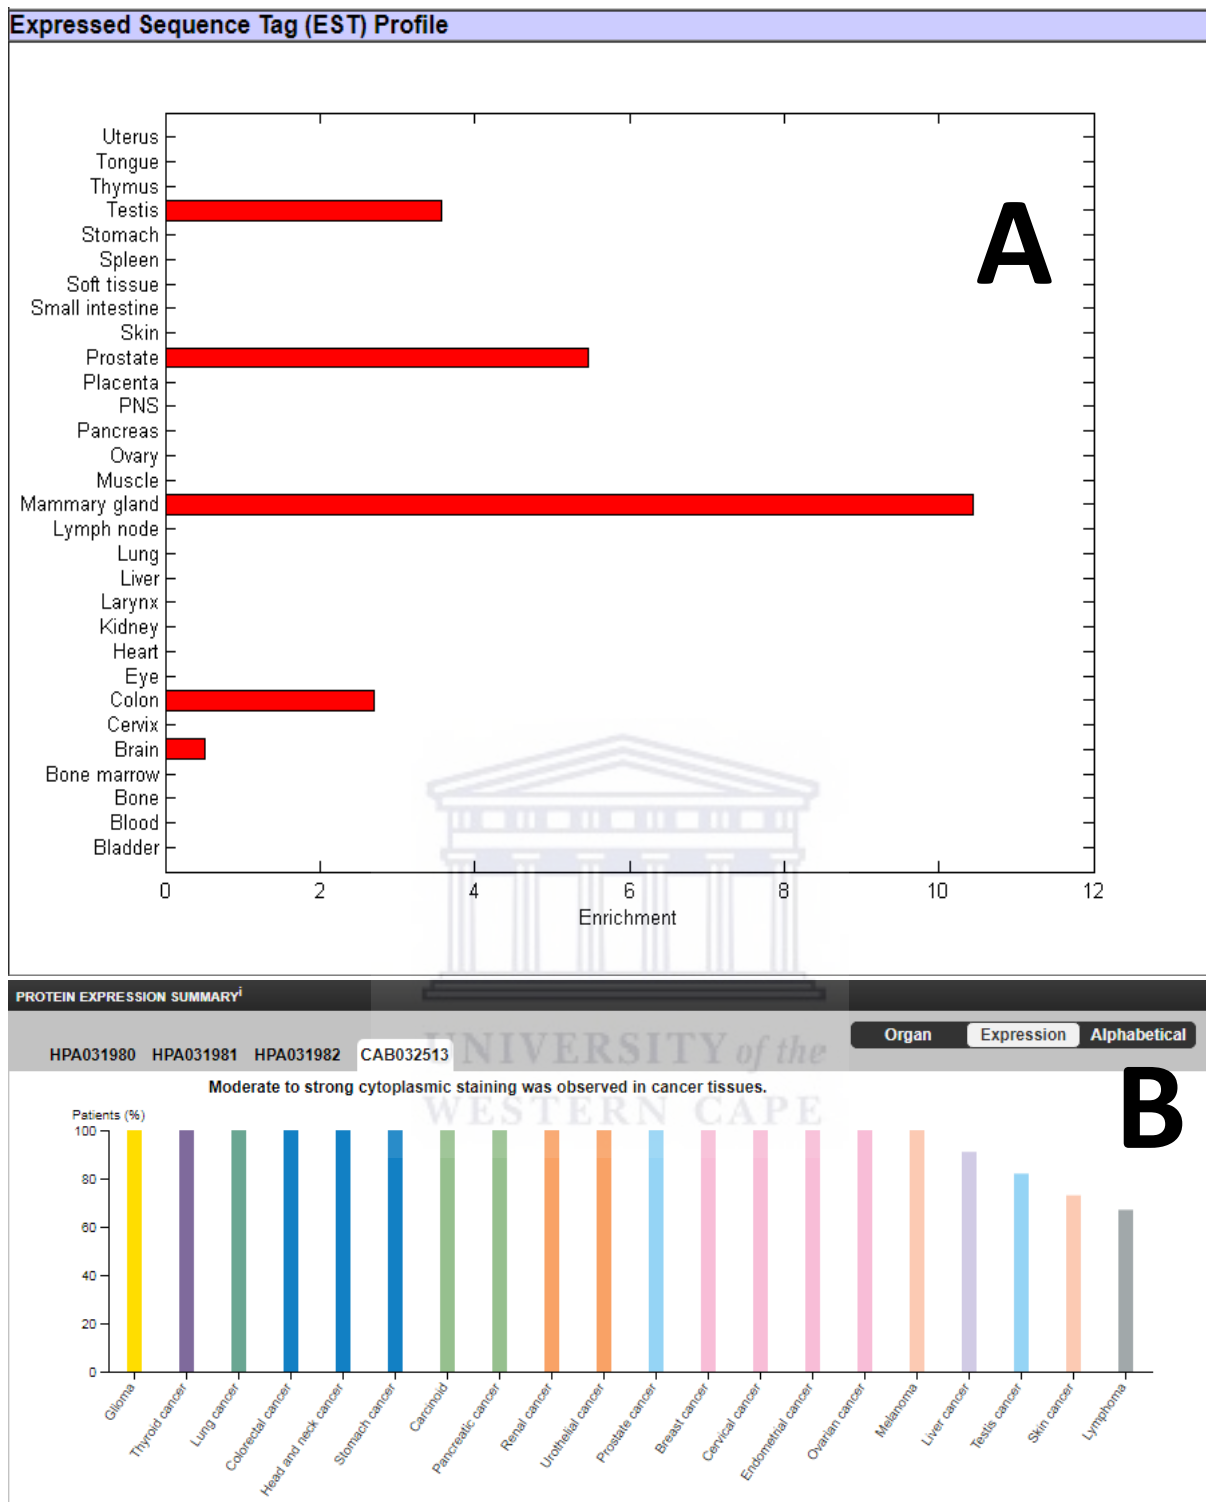 Expressed Sequence Tag (EST) Profile
A
Uterus
Tongue
Thymus
Testis
Stomach
Spleen
Soft tissue
Small intestine
Skin
Prostate
Placenta
PNS
Pancreas
Ovary
Muscle
Mammary gland
Lymph node
Lung
Liver
Larynx
Kidney
Heart
Eye
Colon
Cervix
Brain
Bone marrow
Bone
Blood
Bladder
0 2 4 6 8 10 12
Enrichment
PROTEIN EXPRESSION SUMMARYi
Organ Expression Alphabetical
HPA031980 HPA031981 HPA031982 CAB032513
UNIVERSITY of the
WESTERN CAPE
B
Moderate to strong cytoplasmic staining was observed in cancer tissues.
Patients (%)
100
80
60
40
20
0
Glioma
Thyroid cancer
Lung cancer
Colorectal cancer
Head and neck cancer
Stomach cancer
Carcinoid
Pancreatic cancer
Renal cancer
Urothelial cancer
Prostate cancer
Breast cancer
Cervical cancer
Endometrial cancer
Ovarian cancer
Melanoma
Liver cancer
Testis cancer
Skin cancer
Lymphoma